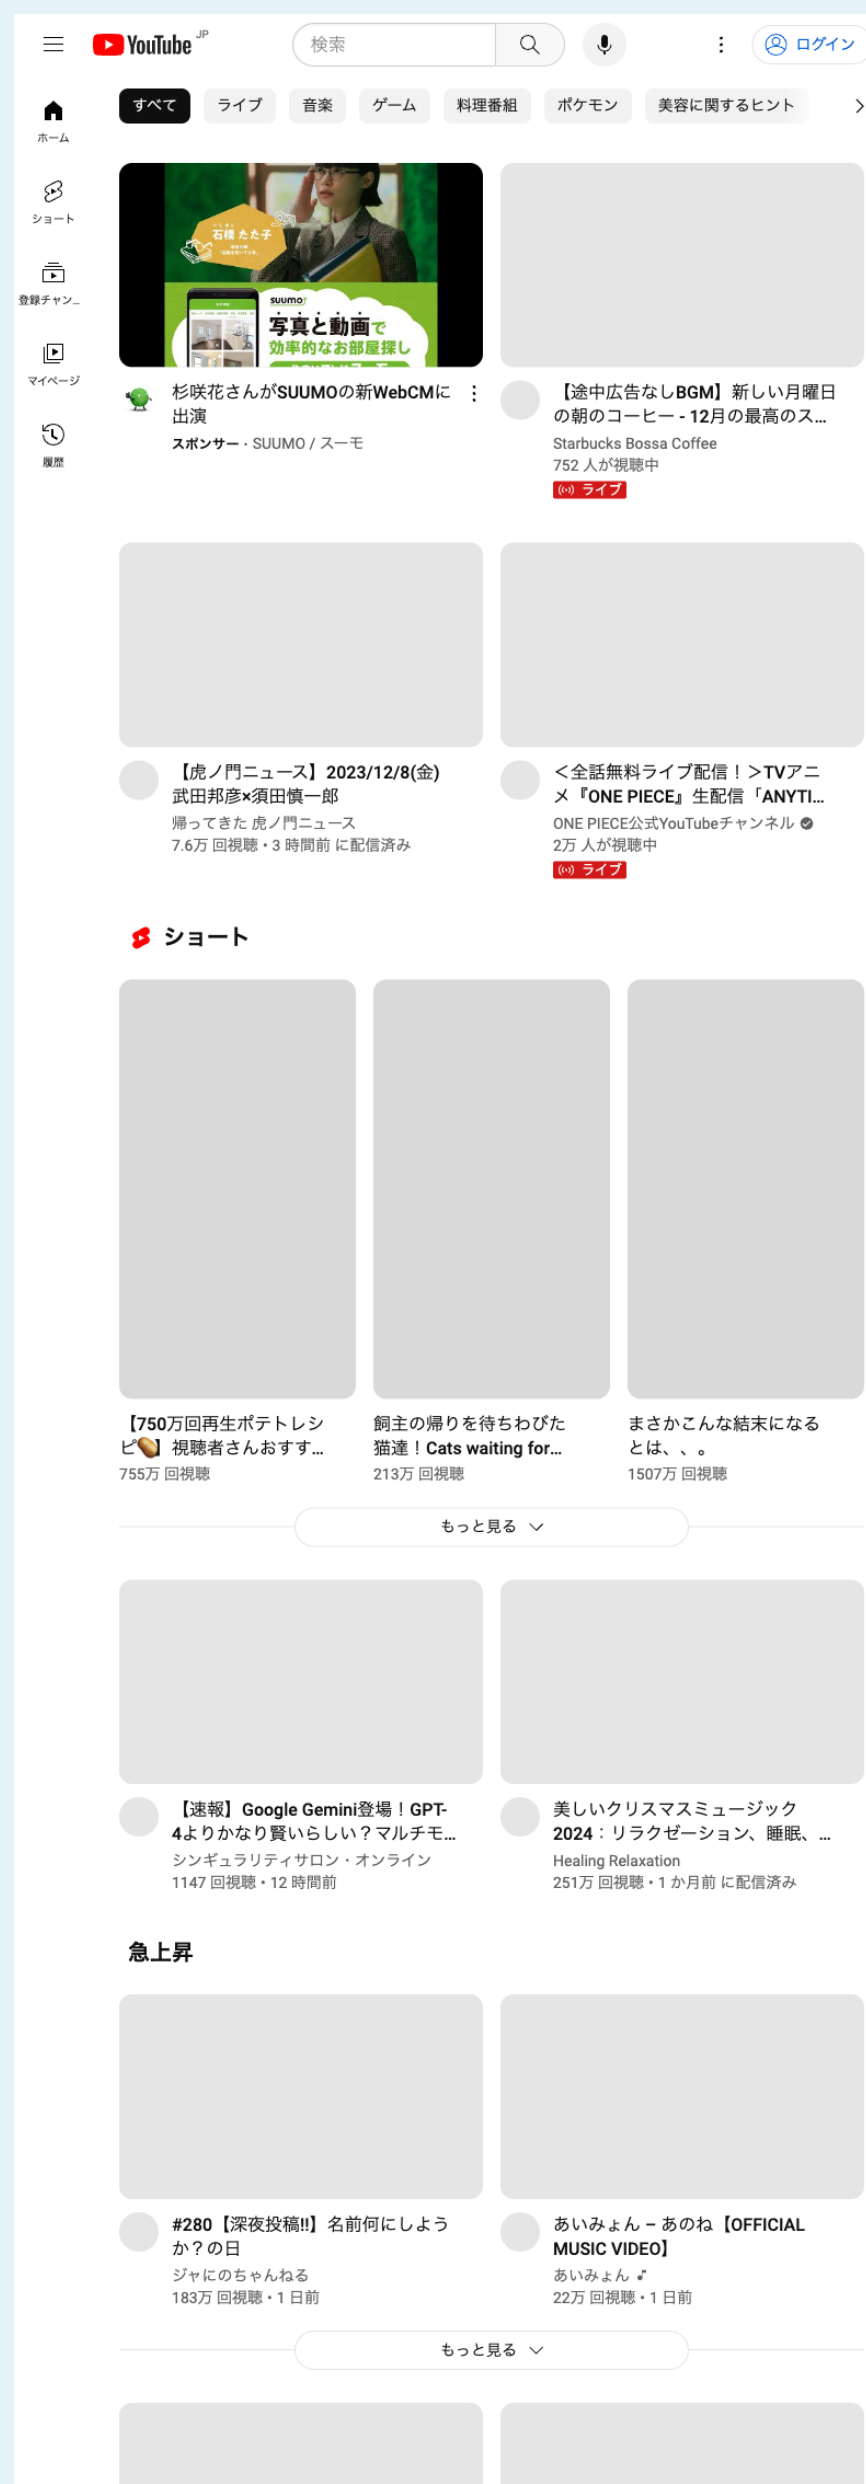 YouTube JP
検索
ログイン
すべて
ライブ
音楽
ゲーム
料理番組
ポケモン
美容に関するヒント
ホーム
ショート
登録チャン...
マイページ
履歴
石橋 たた子
suumo
写真と動画で
効率的なお部屋探し
杉咲花さんがSUUMOの新WebCMに
出演
スポンサー・SUUMO / スーモ
【途中広告なしBGM】新しい月曜日
の朝のコーヒー - 12月の最高のス...
Starbucks Bossa Coffee
752 人が視聴中
ライブ
【虎ノ門ニュース】2023/12/8(金)
武田邦彦×須田慎一郎
帰ってきた 虎ノ門ニュース
7.6万 回視聴・3 時間前 に配信済み
＜全話無料ライブ配信！＞TVアニ
メ『ONE PIECE』生配信「ANYTI...
ONE PIECE公式YouTubeチャンネル
2万 人が視聴中
ライブ
ショート
【750万回再生ポテトレシ
ピ🥔】視聴者さんおすす...
755万 回視聴
飼主の帰りを待ちわびた
猫達！Cats waiting for...
213万 回視聴
まさかこんな結末になる
とは、、。
1507万 回視聴
もっと見る
【速報】Google Gemini登場！GPT-
4よりかなり賢いらしい？マルチモ...
シンギュラリティサロン・オンライン
1147 回視聴・12 時間前
美しいクリスマスミュージック
2024：リラクゼーション、睡眠、...
Healing Relaxation
251万 回視聴・1 か月前 に配信済み
急上昇
#280【深夜投稿!!】名前何にしよう
か？の日
ジャにのちゃんねる
183万 回視聴・1 日前
あいみょん – あのね【OFFICIAL
MUSIC VIDEO】
あいみょん
22万 回視聴・1 日前
もっと見る